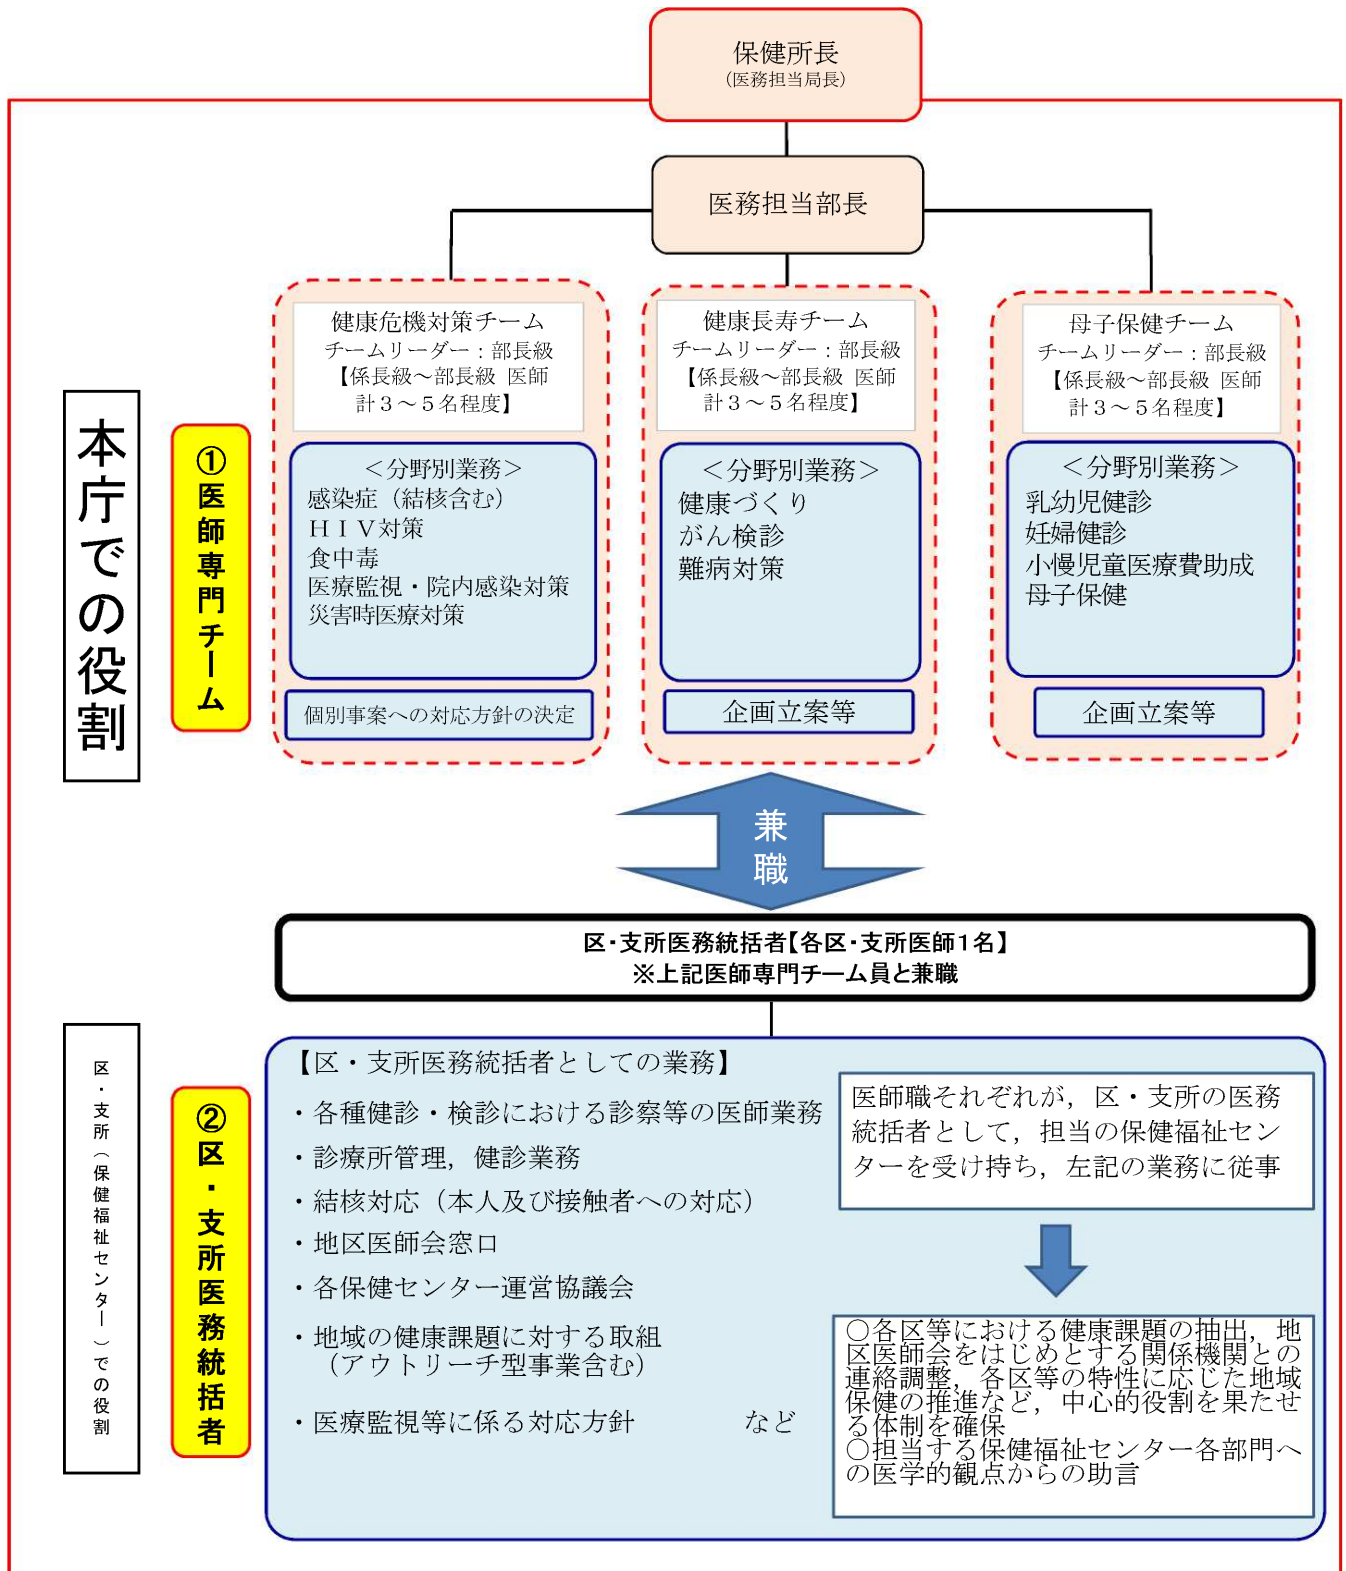 保健所長
（医務担当局長）
医務担当部長
本庁での役割
①医師専門チーム
健康危機対策チーム
チームリーダー：部長級
【係長級～部長級 医師
計３～５名程度】
＜分野別業務＞
感染症（結核含む）
ＨＩＶ対策
食中毒
医療監視・院内感染対策
災害時医療対策
個別事案への対応方針の決定
健康長寿チーム
チームリーダー：部長級
【係長級～部長級 医師
計３～５名程度】
＜分野別業務＞
健康づくり
がん検診
難病対策
企画立案等
母子保健チーム
チームリーダー：部長級
【係長級～部長級 医師
計３～５名程度】
＜分野別業務＞
乳幼児健診
妊婦健診
小慢児童医療費助成
母子保健
企画立案等
兼職
区・支所医務統括者【各区・支所医師１名】
※上記医師専門チーム員と兼職
区・支所（保健福祉センター）での役割
②区・支所医務統括者
【区・支所医務統括者としての業務】
・各種健診・検診における診察等の医師業務
・診療所管理，健診業務
・結核対応（本人及び接触者への対応）
・地区医師会窓口
・各保健センター運営協議会
・地域の健康課題に対する取組
（アウトリーチ型事業含む）
・医療監視等に係る対応方針　　　　など
医師職それぞれが，区・支所の医務
統括者として，担当の保健福祉セン
ターを受け持ち，左記の業務に従事
○各区等における健康課題の抽出，地
区医師会をはじめとする関係機関との
連絡調整，各区等の特性に応じた地域
保健の推進など，中心的役割を果たせ
る体制を確保
○担当する保健福祉センター各部門へ
の医学的観点からの助言